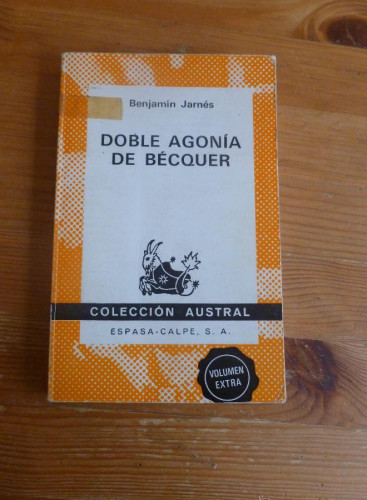 Benjamín Jarnés
DOBLE AGONÍA
DE BÉCQUER
COLECCIÓN AUSTRAL
ESPASA-CALPE, S. A.
VOLUMEN
EXTRA